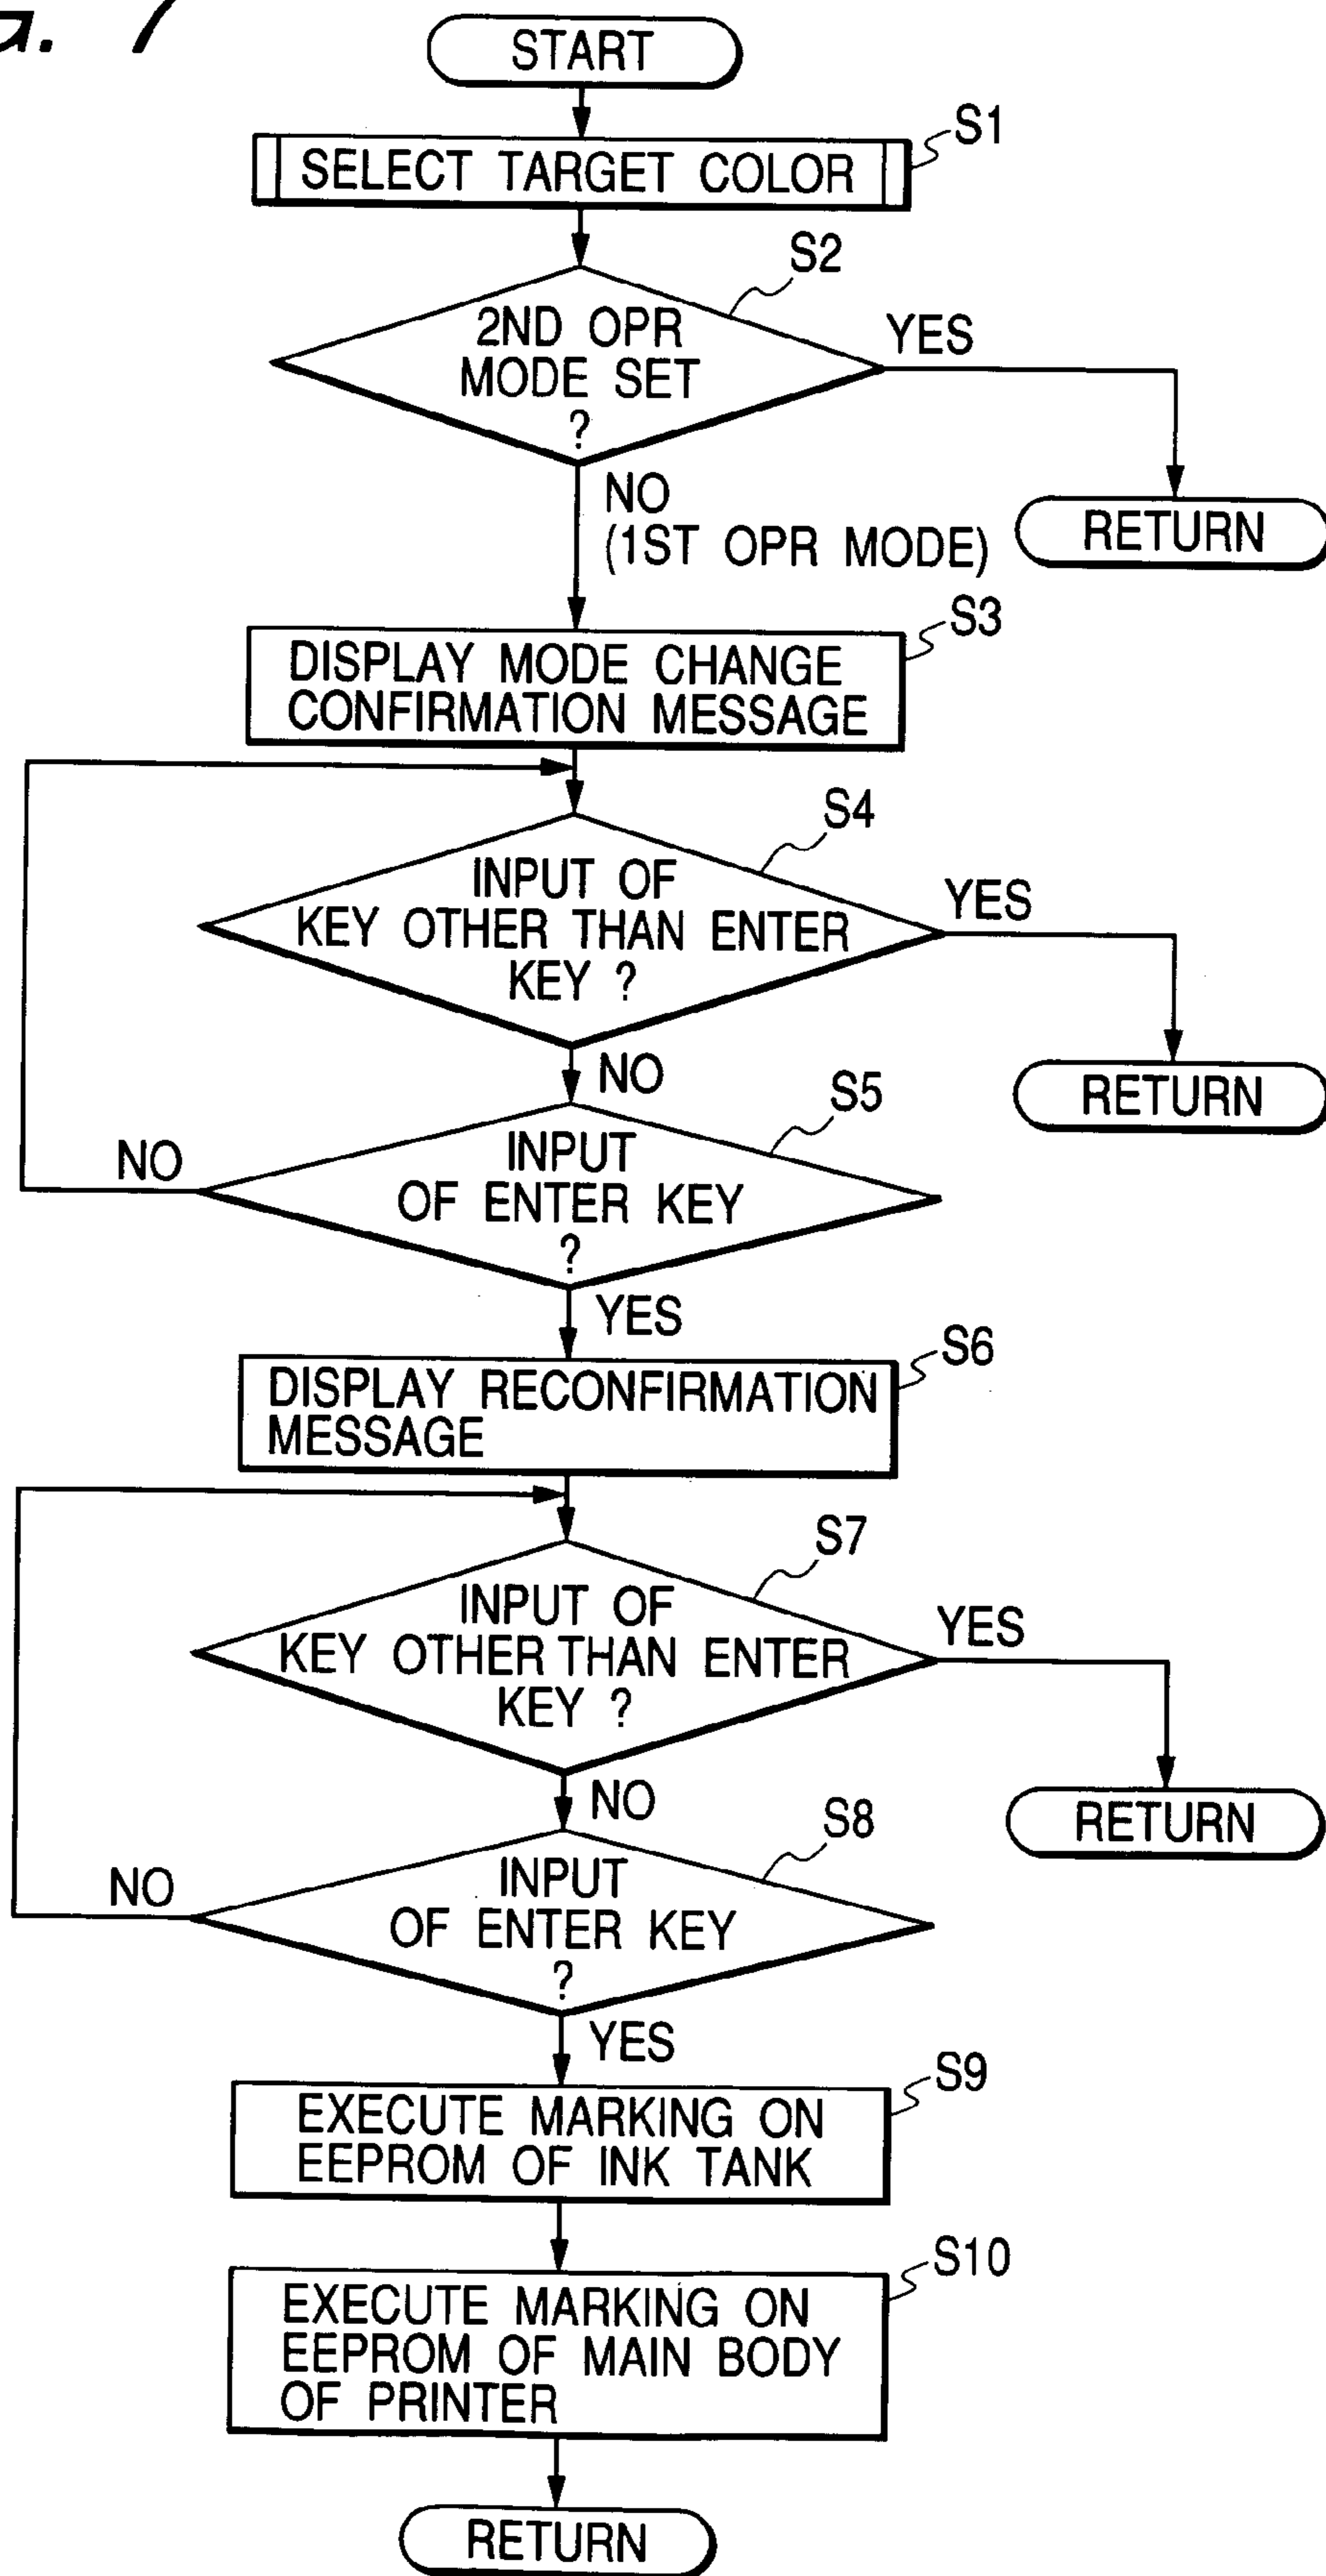 7
START
S1
SELECT TARGET COLOR
S2
2ND OPR
MODE SET
?
YES
NO
(1ST OPR MODE)
RETURN
S3
DISPLAY MODE CHANGE
CONFIRMATION MESSAGE
S4
INPUT OF
KEY OTHER THAN ENTER
KEY ?
YES
NO
RETURN
S5
INPUT
OF ENTER KEY
?
NO
YES
S6
DISPLAY RECONFIRMATION
MESSAGE
S7
INPUT OF
KEY OTHER THAN ENTER
KEY ?
YES
NO
RETURN
S8
INPUT
OF ENTER KEY
?
NO
YES
S9
EXECUTE MARKING ON
EEPROM OF INK TANK
S10
EXECUTE MARKING ON
EEPROM OF MAIN BODY
OF PRINTER
RETURN